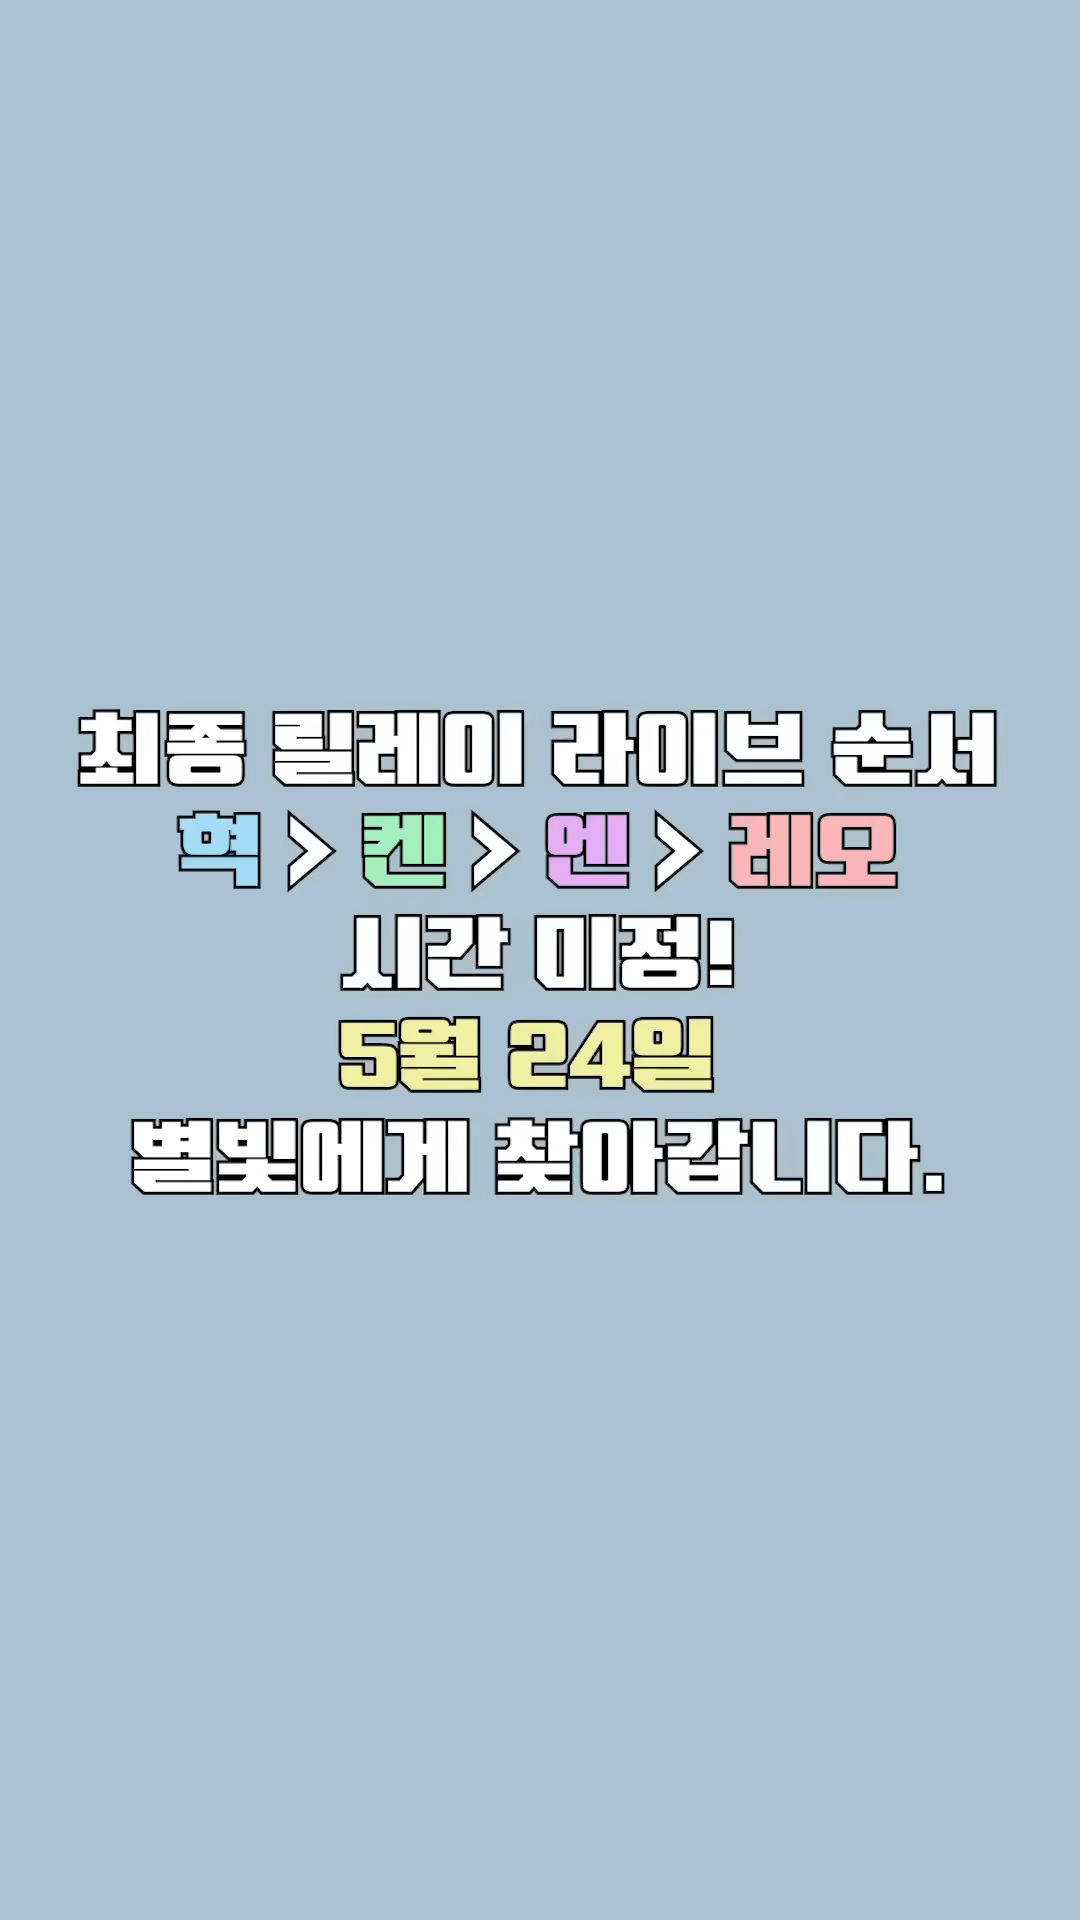 최종 릴레이 라이브 순서
혁 > 켄 > 엔 > 레오
시간 미정!
5월 24일
별빛에게 찾아갑니다.